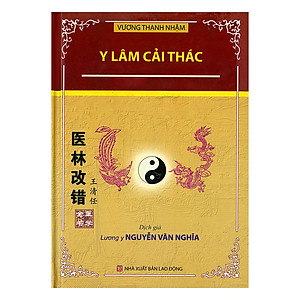 VƯƠNG THANH NHẬM
Y LÂM CẢI THÁC
医林改错
王清任
Dịch giả
Lương y NGUYỄN VĂN NGHĨA
NHÀ XUẤT BẢN LAO ĐỘNG